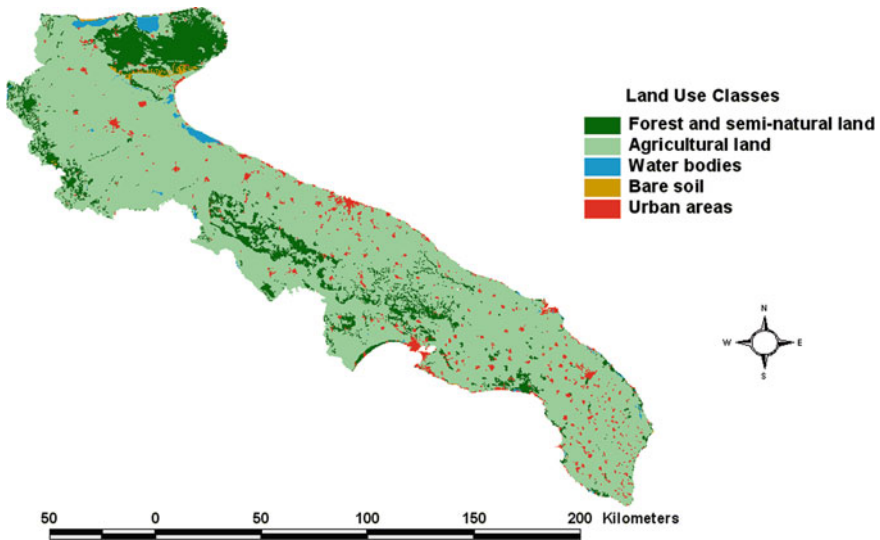 Land Use Classes
Forest and semi-natural land
Agricultural land
Water bodies
Bare soil
Urban areas
N
W E
S
50 0 50 100 150 200 Kilometers